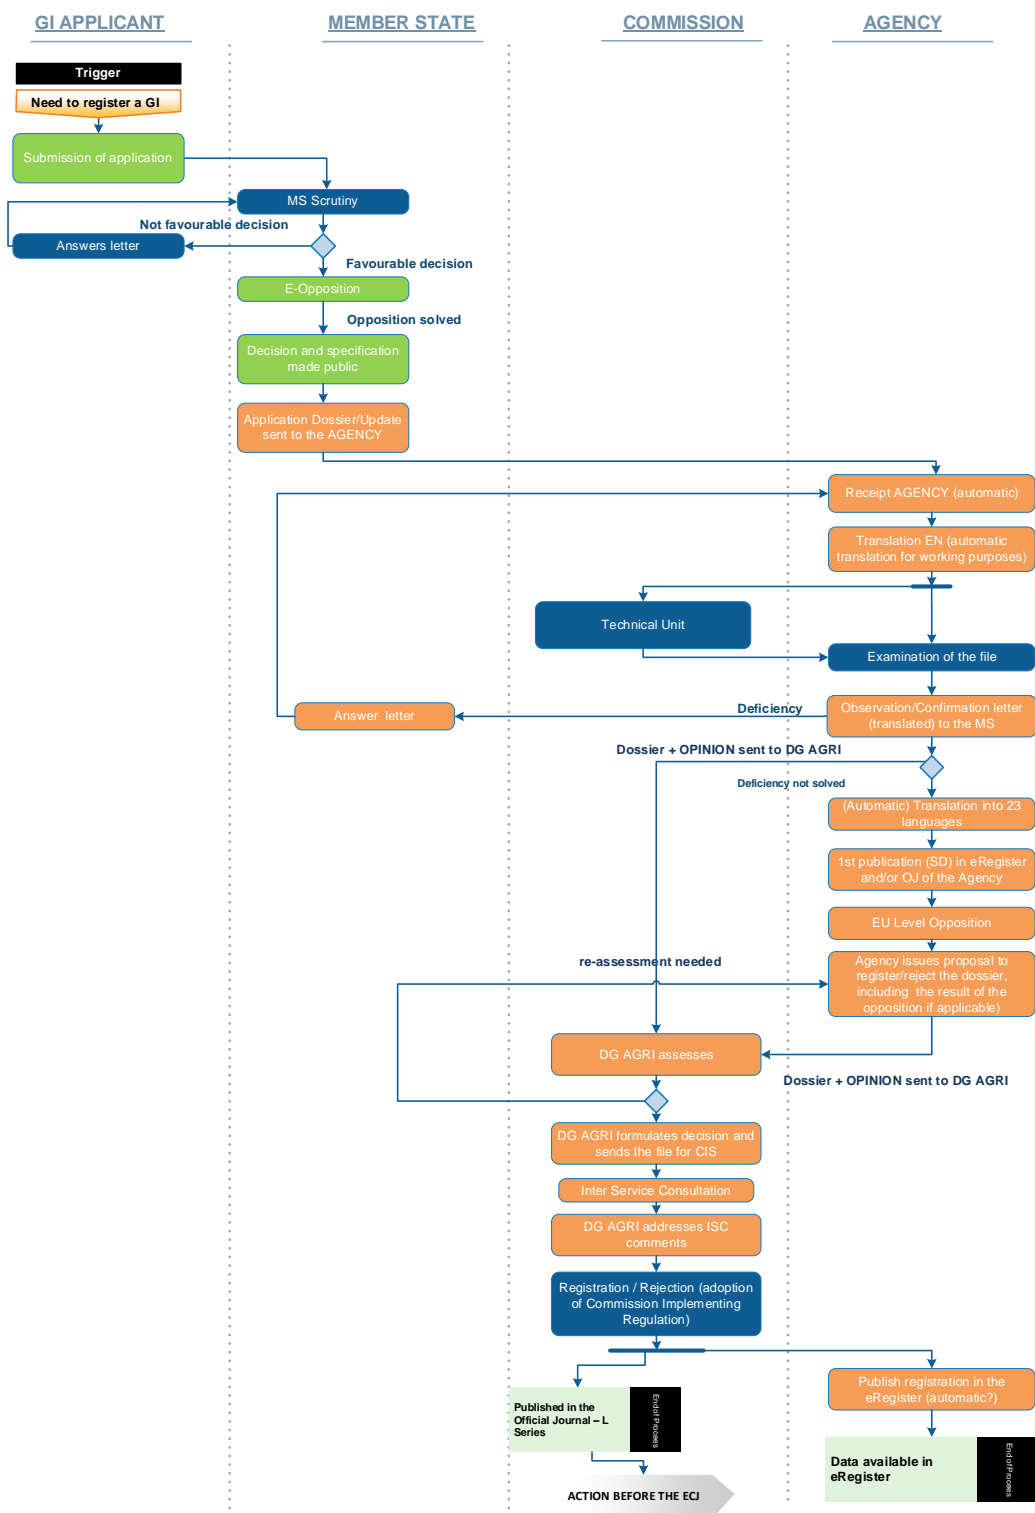 GI APPLICANT
MEMBER STATE
COMMISSION
AGENCY
Trigger
Need to register a GI
Submission of application
MS Scrutiny
Not favourable decision
Answers letter
Favourable decision
E-Opposition
Opposition solved
Decision and specification
made public
Application Dossier/Update
sent to the AGENCY
Receipt AGENCY (automatic)
Translation EN (automatic
translation for working purposes)
Technical Unit
Examination of the file
Answer letter
Deficiency
Observation/Confirmation letter
(translated) to the MS
Dossier + OPINION sent to DG AGRI
Deficiency not solved
(Automatic) Translation into 23
languages
1st publication (SD) in eRegister
and/or OJ of the Agency
EU Level Opposition
re-assessment needed
Agency issues proposal to
register/reject the dossier,
including the result of the
opposition if applicable)
DG AGRI assesses
Dossier + OPINION sent to DG AGRI
DG AGRI formulates decision and
sends the file for CIS
Inter Service Consultation
DG AGRI addresses ISC
comments
Registration / Rejection (adoption
of Commission Implementing
Regulation)
Publish registration in the
eRegister (automatic?)
Published in the
Official Journal – L
Series
End of Process
Data available in
eRegister
End of Process
ACTION BEFORE THE ECJ